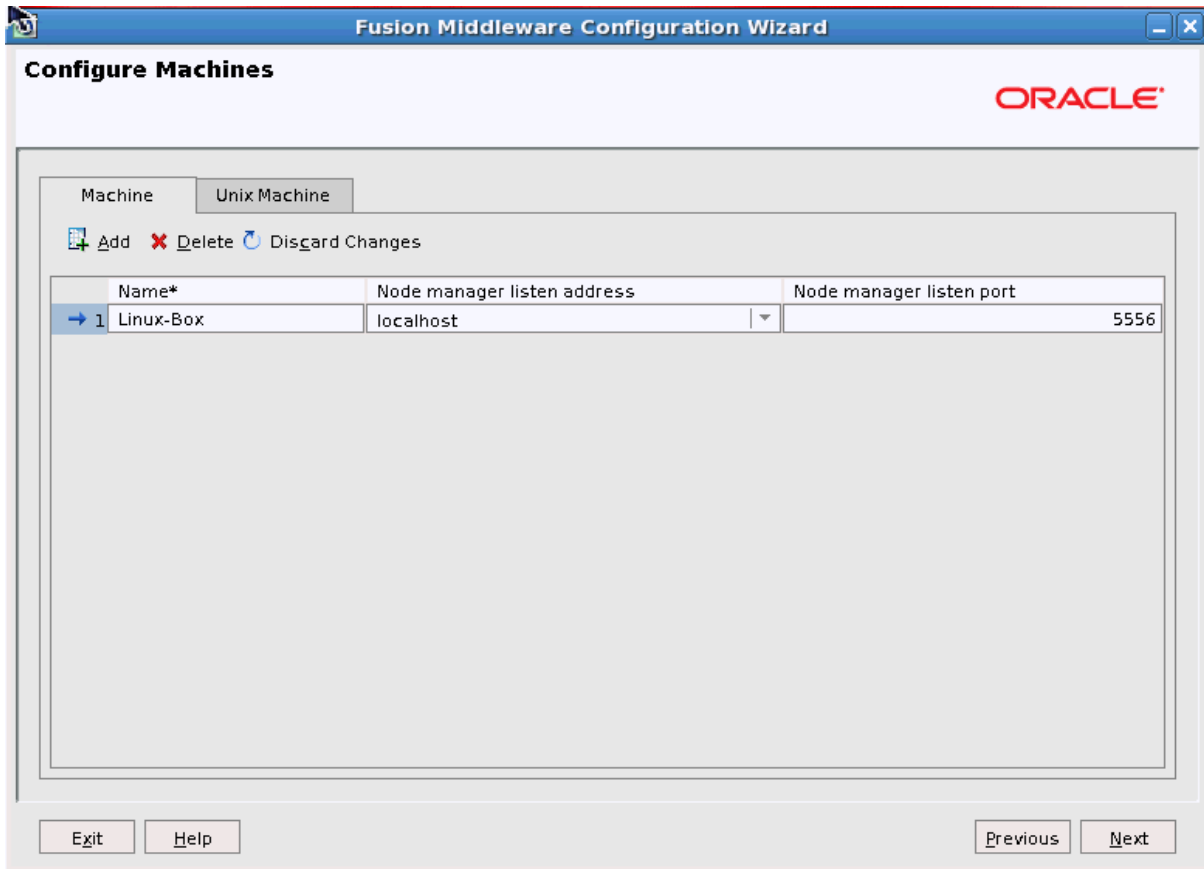 Fusion Middleware Configuration Wizard
Configure Machines
ORACLE
Machine Unix Machine
Add Delete Discard Changes
Name* Node manager listen address Node manager listen port
1 Linux-Box localhost 5556
Exit Help Previous Next